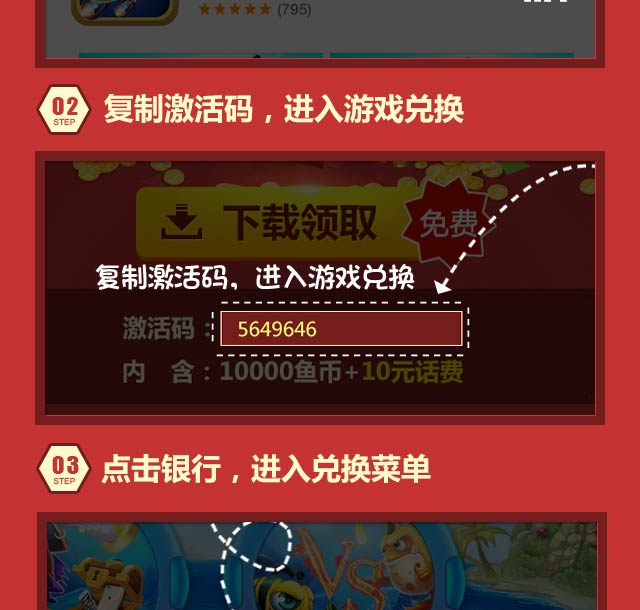 (795)
02
STEP
复制激活码，进入游戏兑换
下载领取
免费
复制激活码，进入游戏兑换
激活码：
5649646
内 含：10000鱼币+10元话费
03
STEP
点击银行，进入兑换菜单
VS